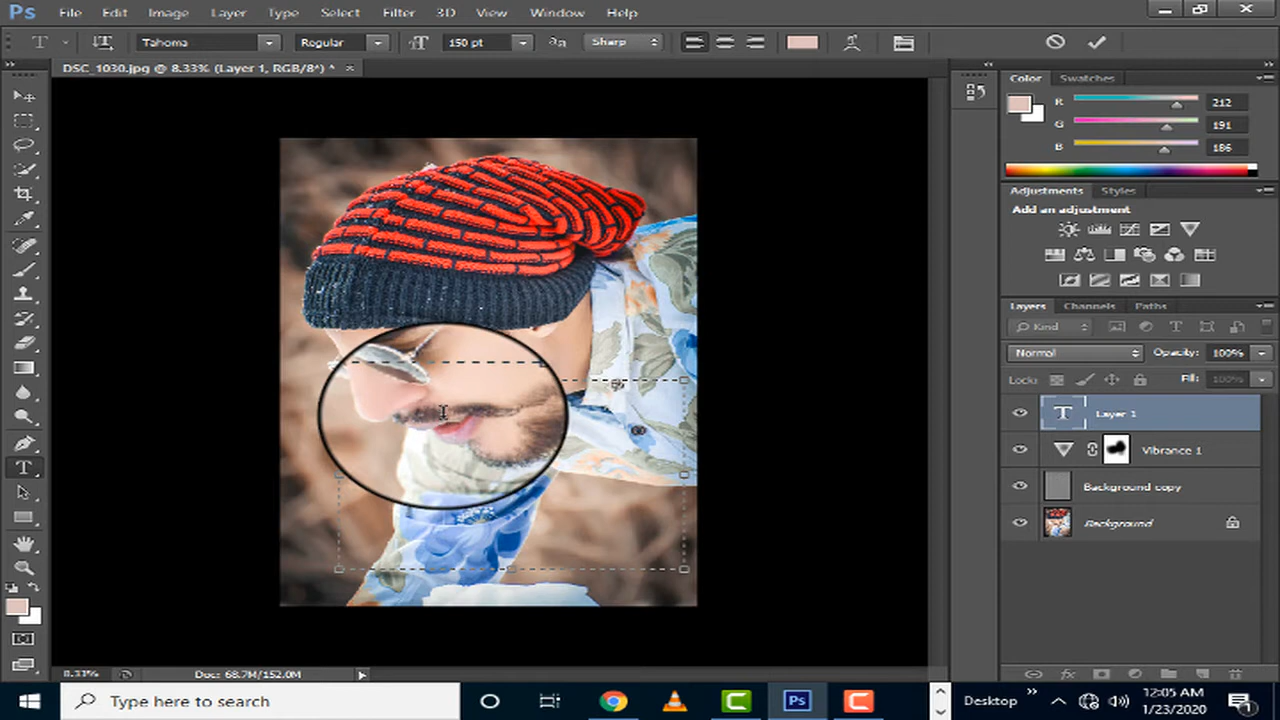 Ps File Edit Image Layer Type Select Filter 3D View Window Help
T Tahoma Regular 150 pt Sharp
DSC_1030.jpg @ 8.33% (Layer 1, RGB/8*) *
Color Swatches
R 212
G 191
B 186
Adjustments Styles
Add an adjustment
Layers Channels Paths
Kind
Normal Opacity: 100%
Lock: Fill: 100%
T Layer 1
Vibrance 1
Background copy
Background
8.33% Doc: 68.7M/152.0M
Type here to search
Ps
Desktop
12:05 AM
1/23/2020
1